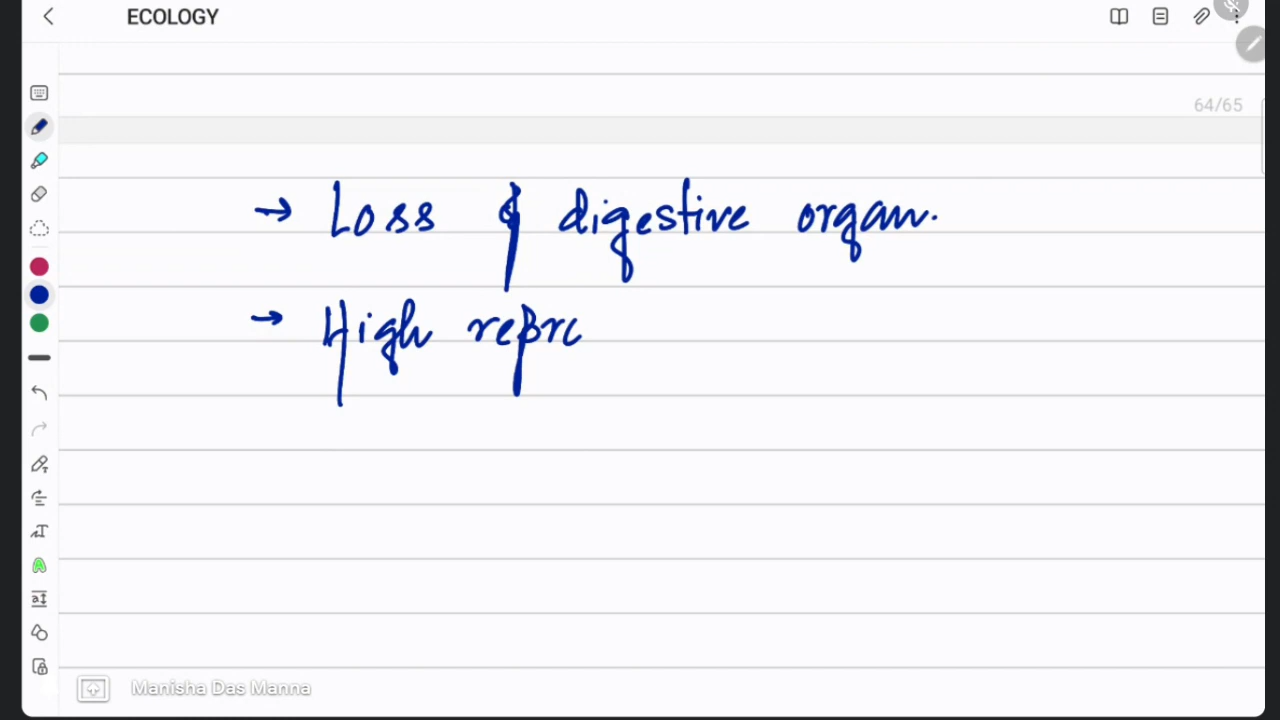 ECOLOGY
64/65
→ Loss of digestive organ.
→ High repro
Manisha Das Manna